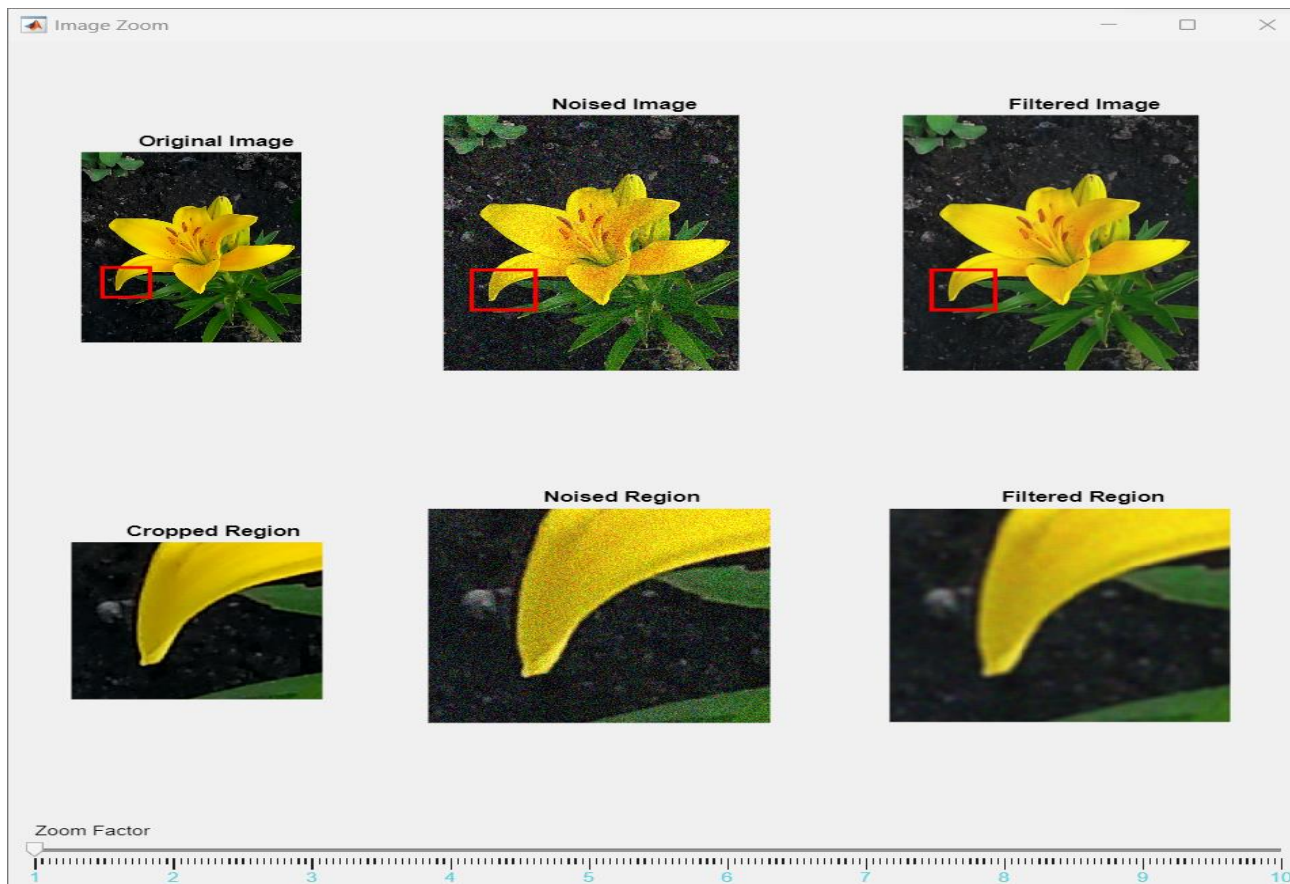 Image Zoom
Original Image
Noised Image
Filtered Image
Cropped Region
Noised Region
Filtered Region
Zoom Factor
1 2 3 4 5 6 7 8 9 10